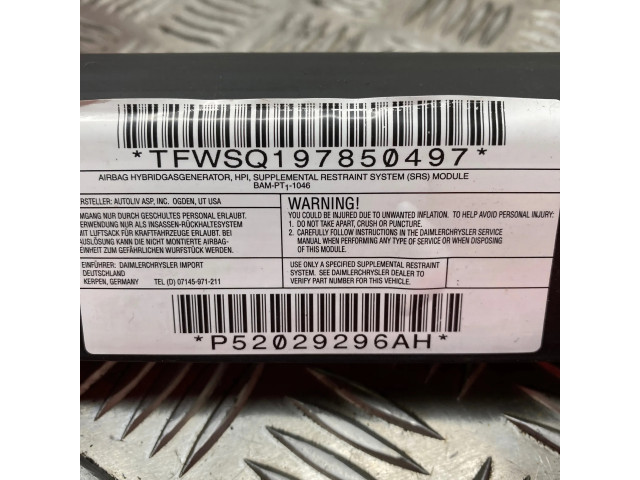 *TFWSQ197850497*
AIRBAG HYBRIDGASGENERATOR, HPI, SUPPLEMENTAL RESTRAINT SYSTEM (SRS) MODULE
BAM-PT1-1046
ERSTELLER: AUTOLIV ASP, INC. OGDEN, UT USA
MGANG NUR DURCH GESCHULTES PERSONAL ERLAUBT.
ERWENDUNG NUR ALS INSASSEN-RÜCKHALTESYSTEM
IT LUFTSACK FÜR KRAFTFAHRZEUGE ERLAUBT.
AUSLÖSUNG KANN DIE NICHT MONTIERTE AIRBAG-
EINHEIT ZUM GEFÄHRLICHEN WURFGESCHOSS WERDEN.
WARNING!
YOU COULD BE INJURED DUE TO UNWANTED INFLATION. TO HELP AVOID PERSONAL INJURY:
1. DO NOT TAKE APART, CRUSH OR PUNCTURE.
2. CAREFULLY FOLLOW INSTRUCTIONS IN THE DAIMLERCHRYSLER SERVICE
MANUAL WHEN PERFORMING ANY TYPE OF SERVICE OR WHEN DISPOSING
OF THIS MODULE.
EINFÜHRER: DAIMLERCHRYSLER IMPORT
DEUTSCHLAND
KERPEN, GERMANY TEL (D) 07145-971-211
USE ONLY A SPECIFIED SUPPLEMENTAL RESTRAINT
SYSTEM. SEE DAIMLERCHRYSLER DEALER TO
VERIFY PART NUMBER FOR THIS VEHICLE.
*P52029296AH*